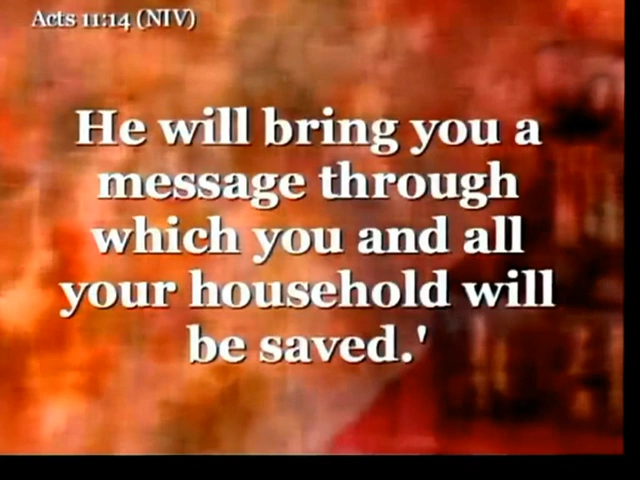 Acts 11:14 (NIV)
He will bring you a
message through
which you and all
your household will
be saved.'